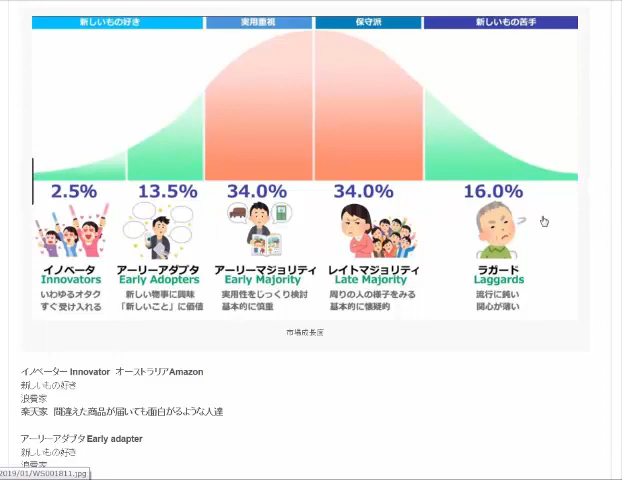 新しいもの好き 実用重視 保守派 新しいもの苦手
2.5% 13.5% 34.0% 34.0% 16.0%
イノベータ アーリーアダプタ アーリーマジョリティ レイトマジョリティ ラガード
Innovators Early Adopters Early Majority Late Majority Laggards
いわゆるオタク 新しい物事に興味 実用性をじっくり検討 周りの人の様子をみる 流行に鈍い
すぐ受け入れる 「新しいこと」に価値 基本的に慎重 基本的に懐疑的 関心が薄い
市場成長度
イノベーター Innovator オーストラリアAmazon
新しいもの好き
浪費家
楽天家 間違えた商品が届いても面白がるような人達
アーリーアダプタ Early adapter
新しいもの好き
浪費家
2019/01/WS001811.jpg